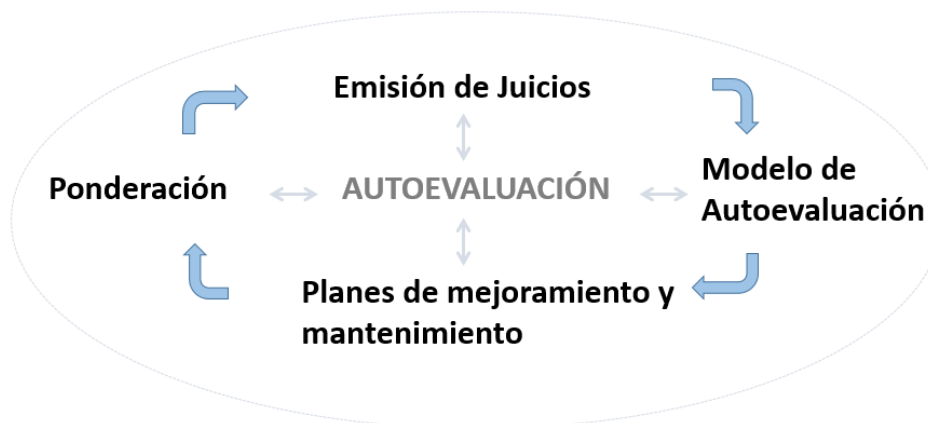 Emisión de Juicios
Ponderación
AUTOEVALUACIÓN
Modelo de
Autoevaluación
Planes de mejoramiento y
mantenimiento